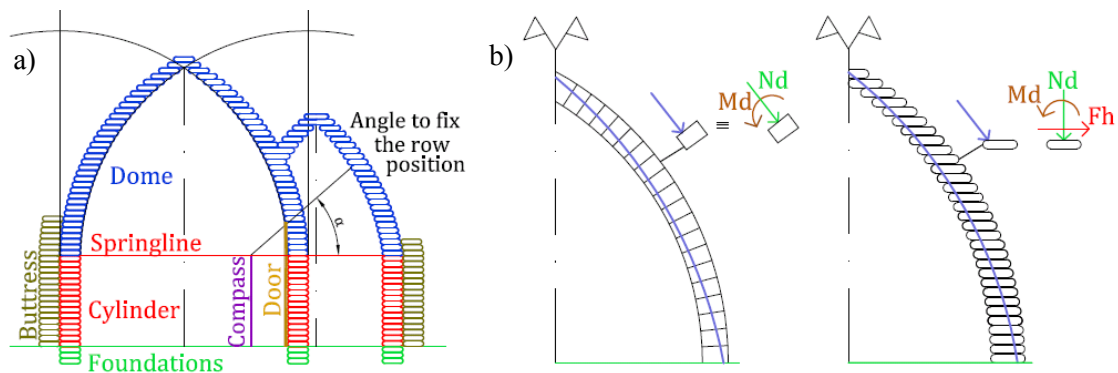 a)
Angle to fix
the row
position
Dome
α
Springline
Buttress
Cylinder
Compass
Door
Foundations
b)
Nd
Md
≡
Nd
Md
Fh